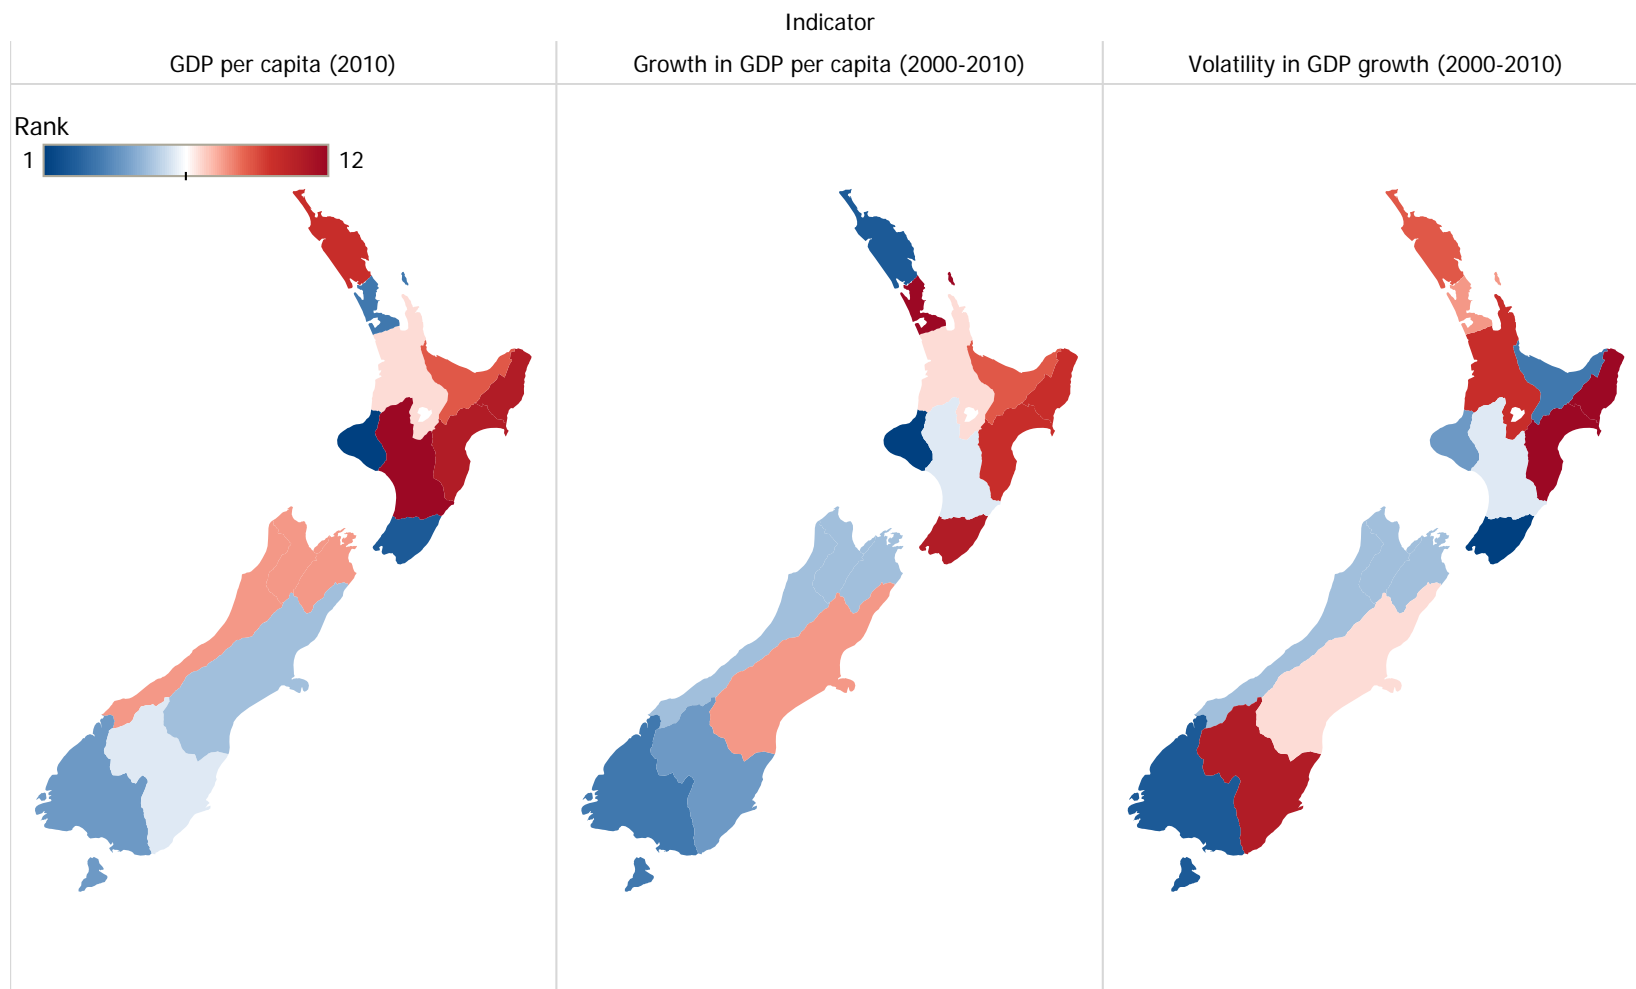 Indicator
GDP per capita (2010)
Growth in GDP per capita (2000-2010)
Volatility in GDP growth (2000-2010)
Rank
1
12